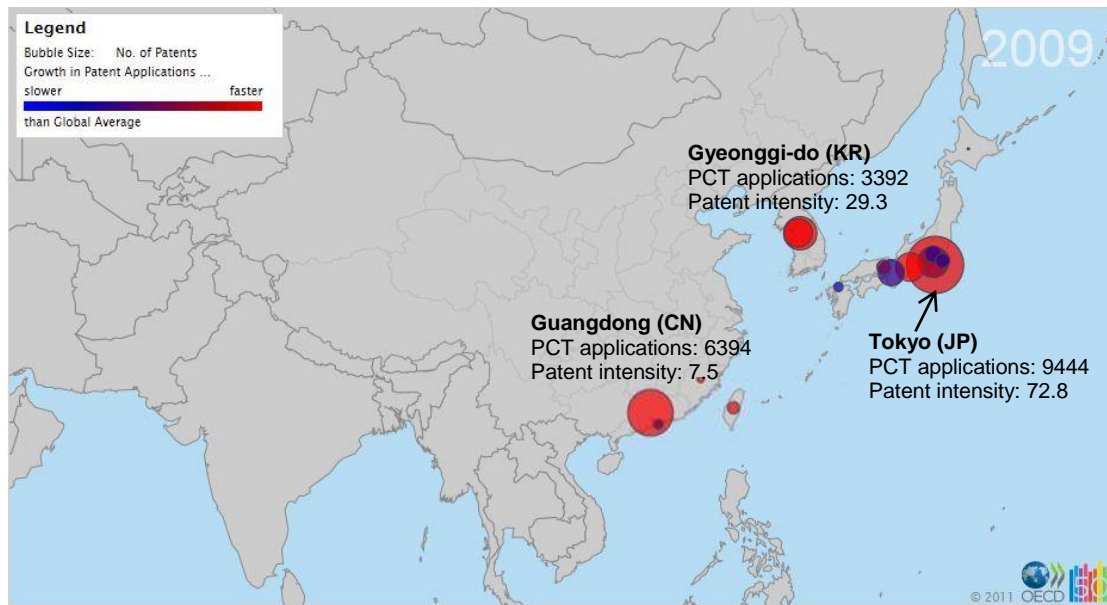 Legend
Bubble Size: No. of Patents
Growth in Patent Applications ...
slower faster
than Global Average
2009
Gyeonggi-do (KR)
PCT applications: 3392
Patent intensity: 29.3
Guangdong (CN)
PCT applications: 6394
Patent intensity: 7.5
Tokyo (JP)
PCT applications: 9444
Patent intensity: 72.8
© 2011 OECD